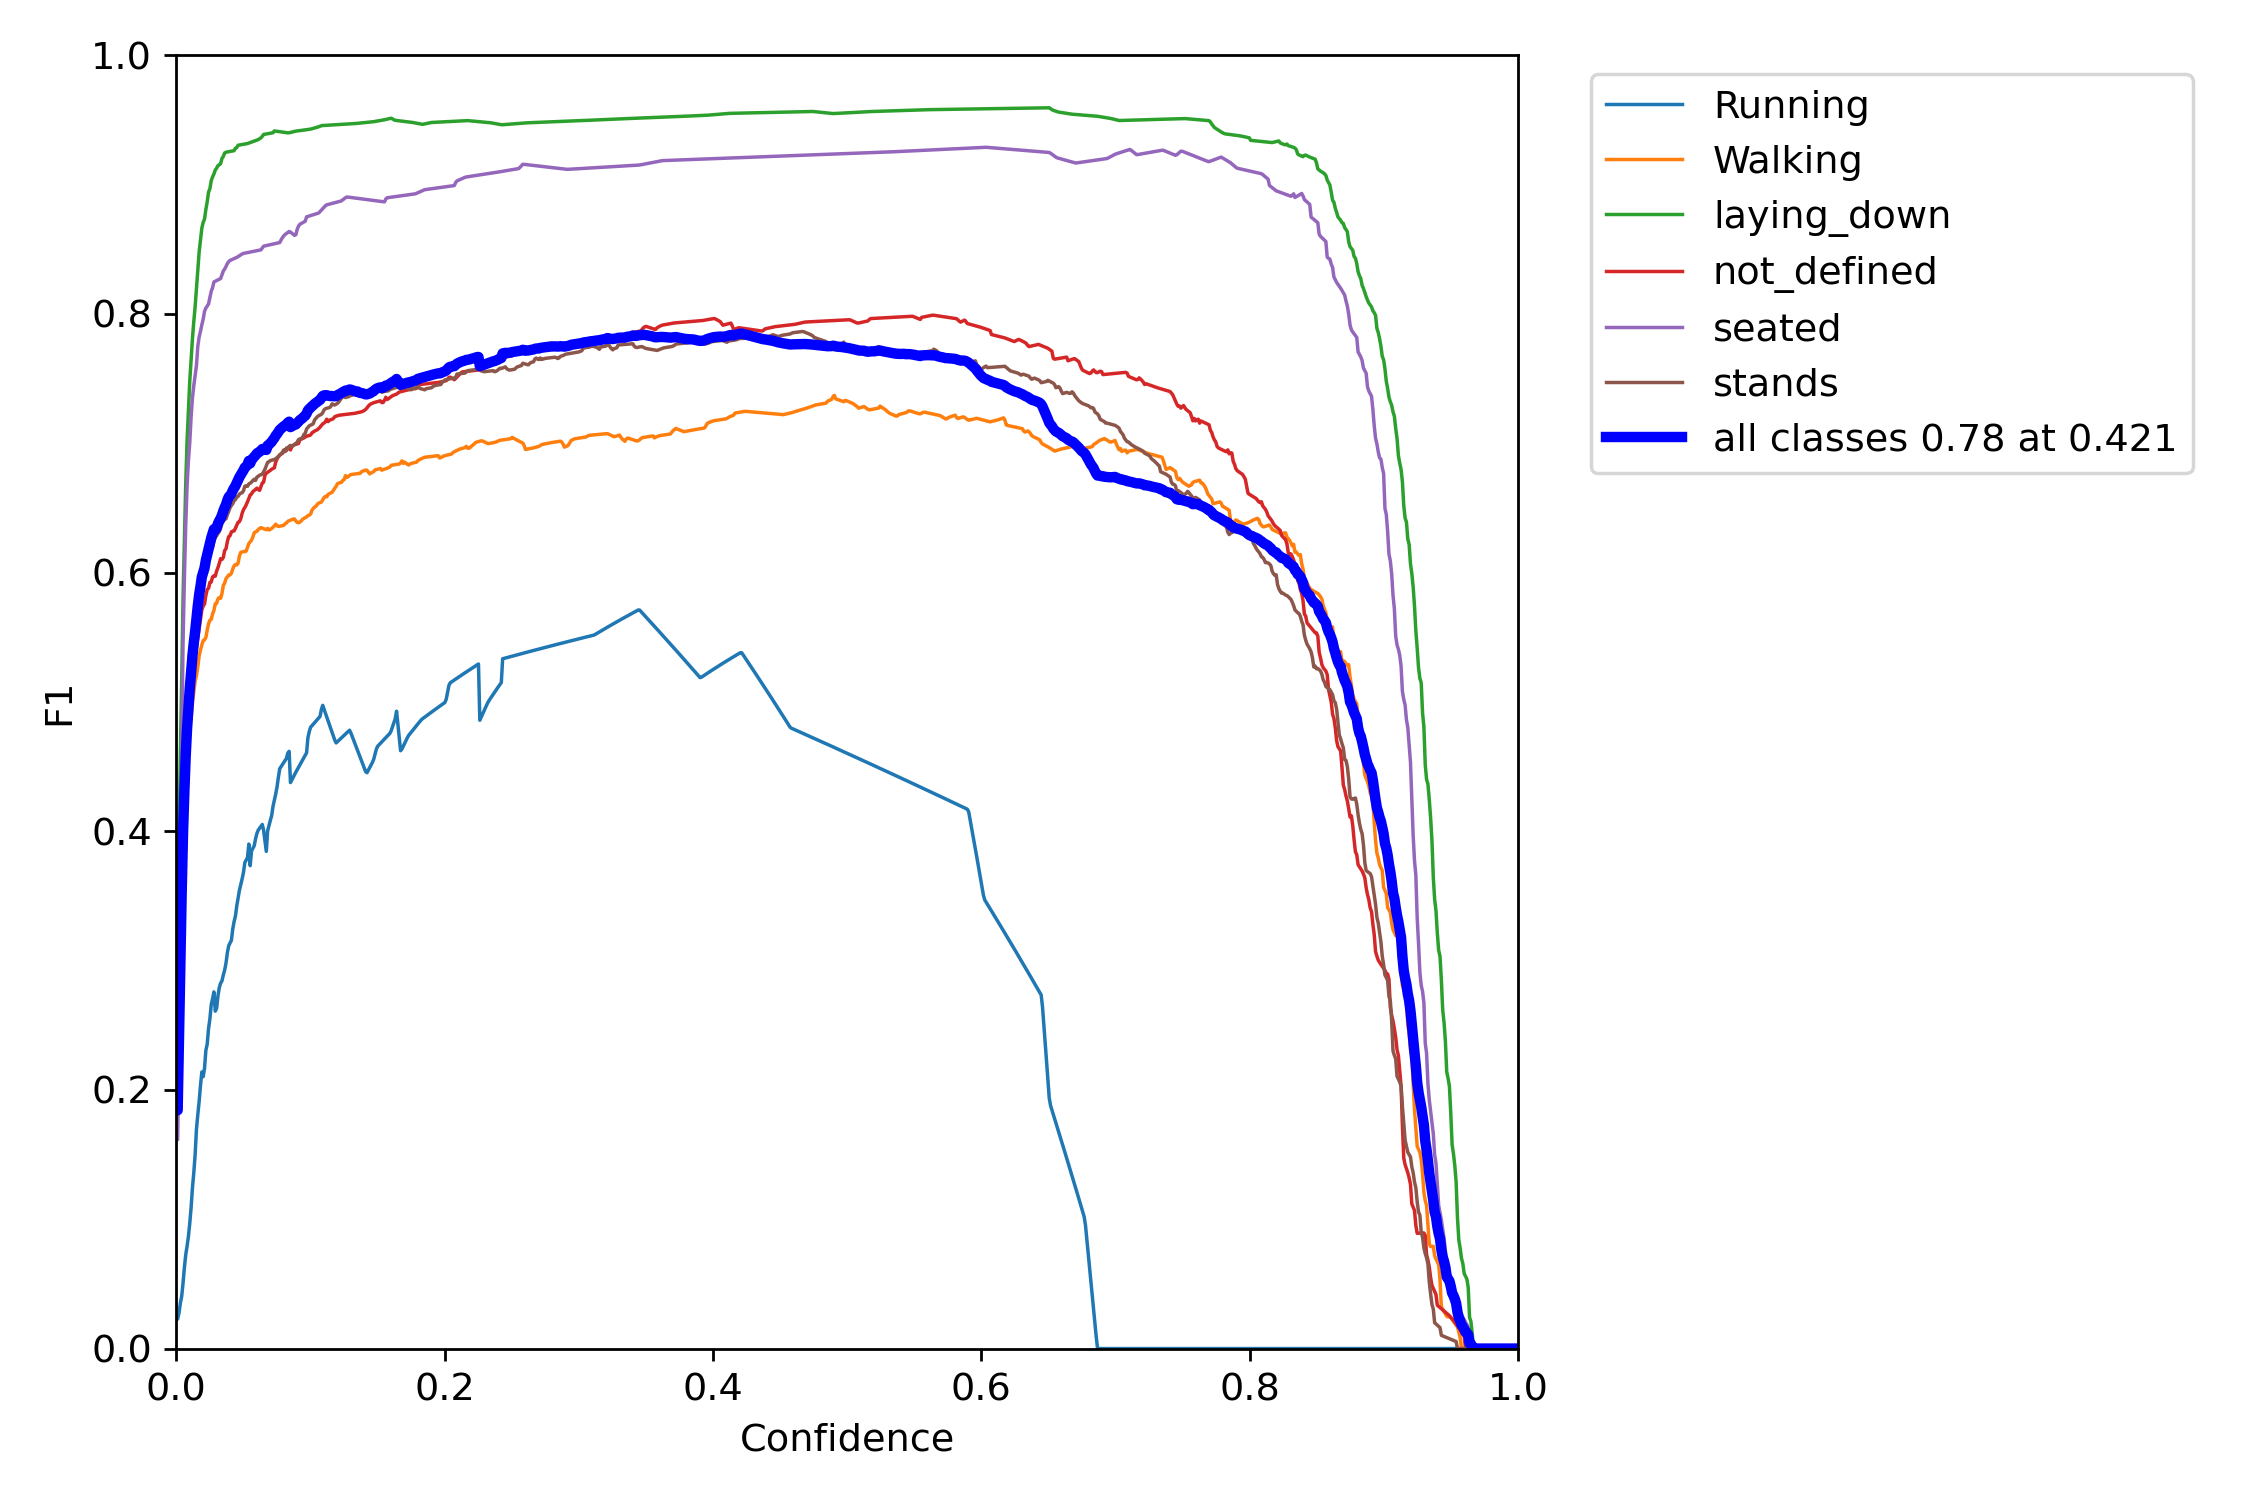 1.0
0.8
0.6
0.4
0.2
0.0
F1
0.0 0.2 0.4 0.6 0.8 1.0
Confidence
Running
Walking
laying_down
not_defined
seated
stands
all classes 0.78 at 0.421